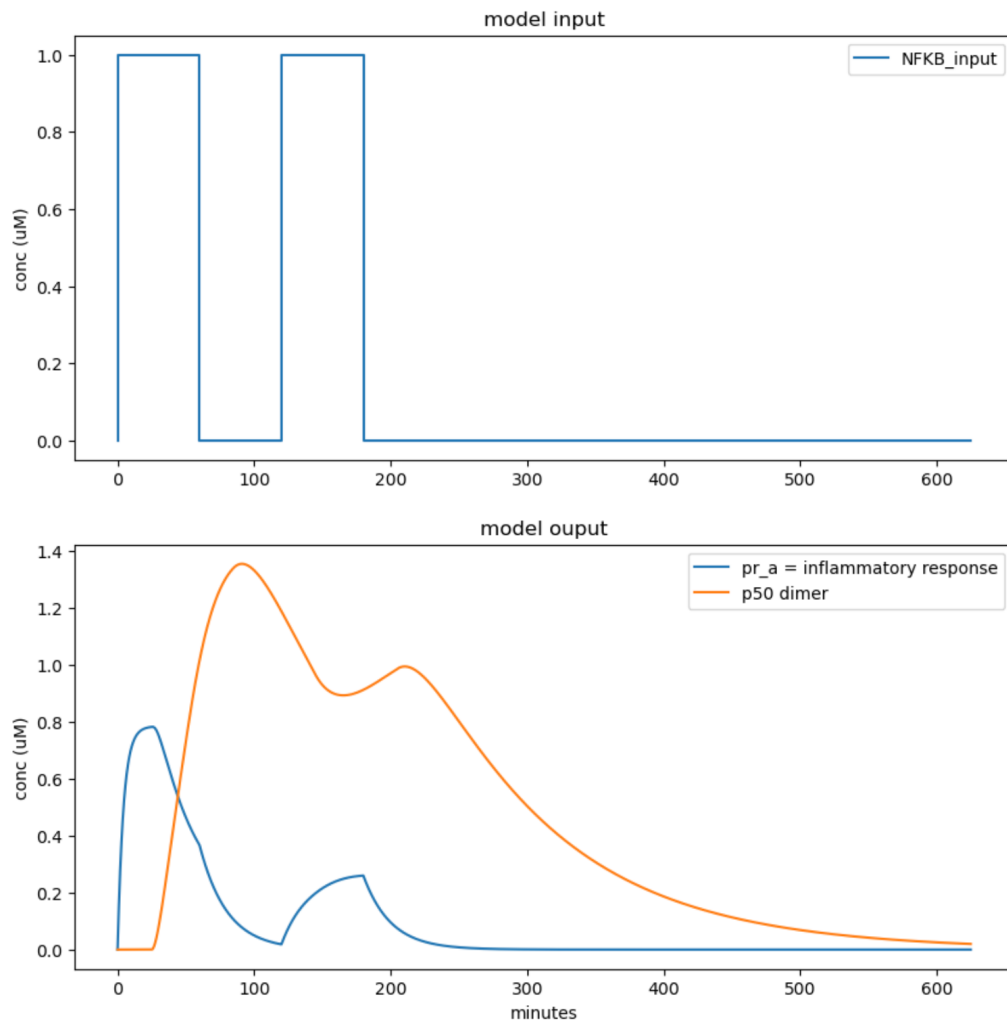 model input
NFKB_input
conc (uM)
1.0
0.8
0.6
0.4
0.2
0.0
0 100 200 300 400 500 600
model ouput
pr_a = inflammatory response
p50 dimer
conc (uM)
1.4
1.2
1.0
0.8
0.6
0.4
0.2
0.0
0 100 200 300 400 500 600
minutes